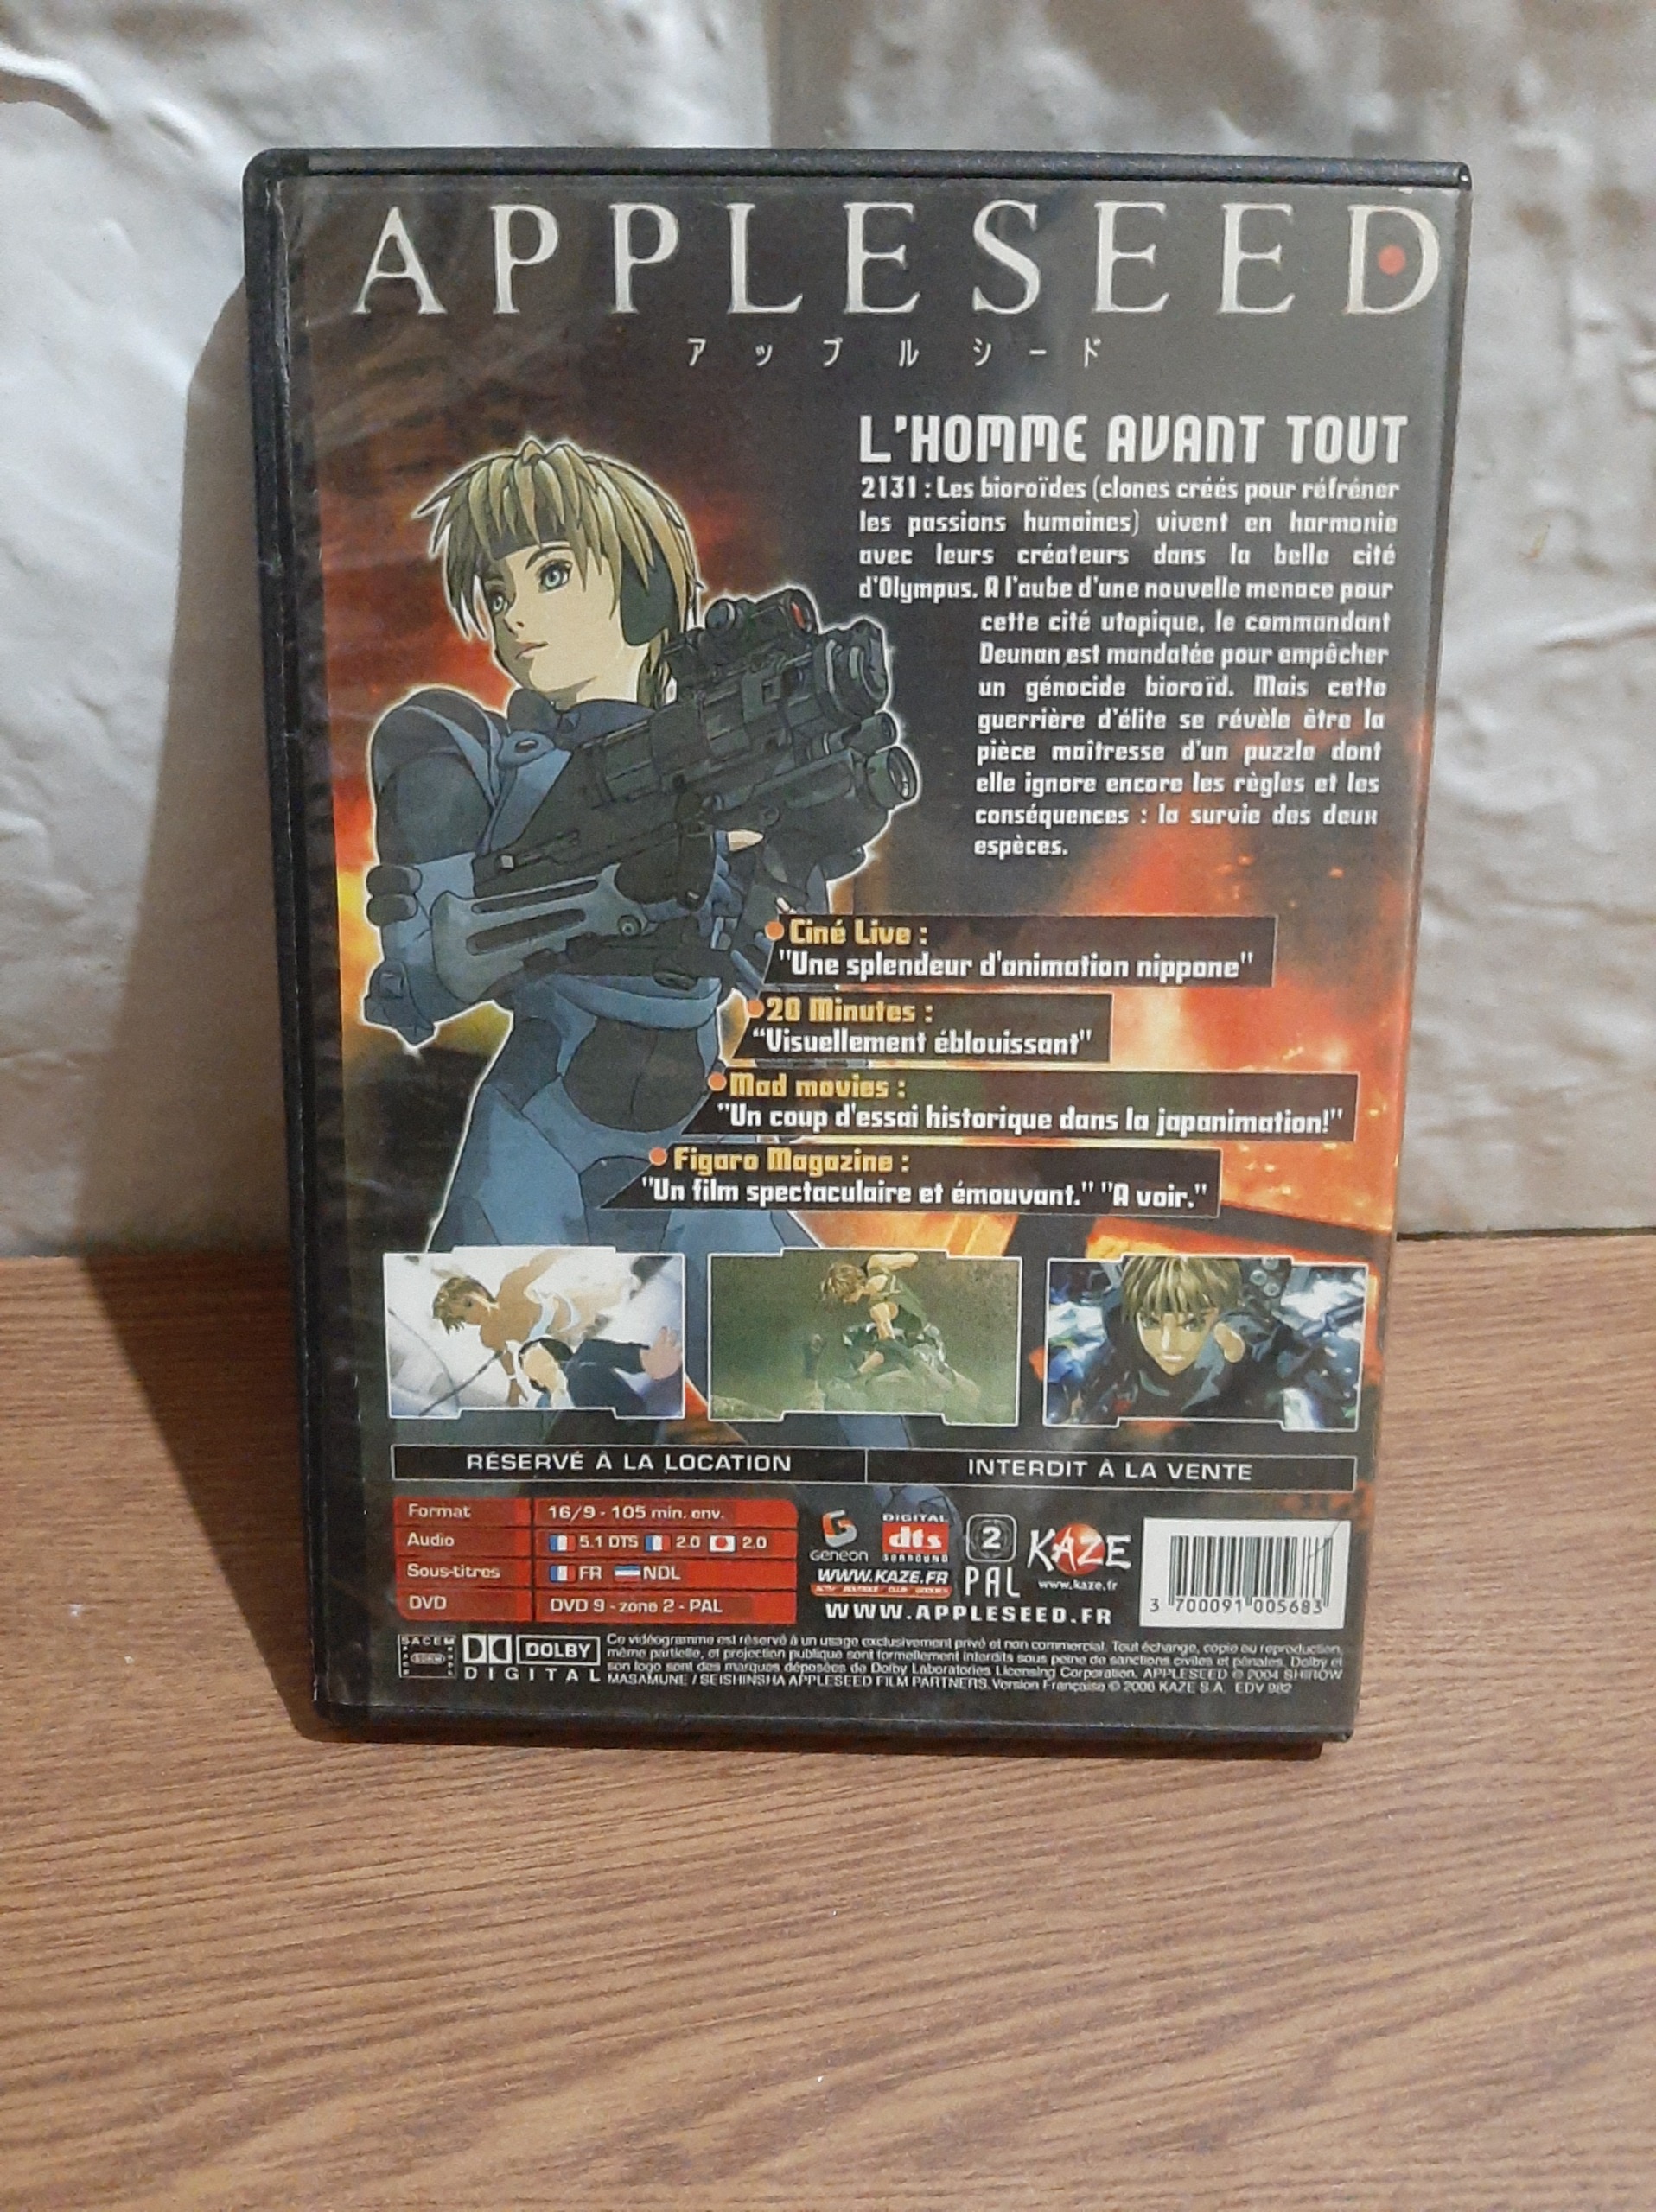 APPLESEED
アップルシード
L'HOMME AVANT TOUT
2131 : Les bioroïdes (clones créés pour réfréner
les passions humaines) vivent en harmonie
avec leurs créateurs dans la belle cité
d'Olympus. A l'aube d'une nouvelle menace pour
cette cité utopique, le commandant
Deunan est mandatée pour empêcher
un génocide bioroïd. Mais cette
guerrière d'élite se révèle être la
pièce maîtresse d'un puzzle dont
elle ignore encore les règles et les
conséquences : la survie des deux
espèces.
Ciné Live :
"Une splendeur d'animation nippone"
20 Minutes :
"Visuellement éblouissant"
Mad movies :
"Un coup d'essai historique dans la japanimation!"
Figaro Magazine :
"Un film spectaculaire et émouvant." "A voir."
RÉSERVÉ À LA LOCATION
INTERDIT À LA VENTE
Format 16/9 - 105 min. env.
Audio 5.1 DTS 2.0 2.0
Sous-titres FR NDL
DVD DVD 9 - zone 2 - PAL
GENEON
DIGITAL
dts
SURROUND
2
PAL
KAZE
www.kaze.fr
WWW.KAZE.FR
WWW.APPLESEED.FR
3 700091 005683
SACEM
SDRM
DOLBY
DIGITAL
Ce vidéogramme est réservé à un usage exclusivement privé et non commercial. Tout échange, copie ou reproduction,
même partielle, et projection publique sont formellement interdits sous peine de sanctions civiles et pénales. Dolby et
son logo sont des marques déposées de Dolby Laboratories Licensing Corporation. APPLESEED © 2004 SHIROW
MASAMUNE / SEISHINSHA APPLESEED FILM PARTNERS. Version Française © 2006 KAZE S.A. EDV 982